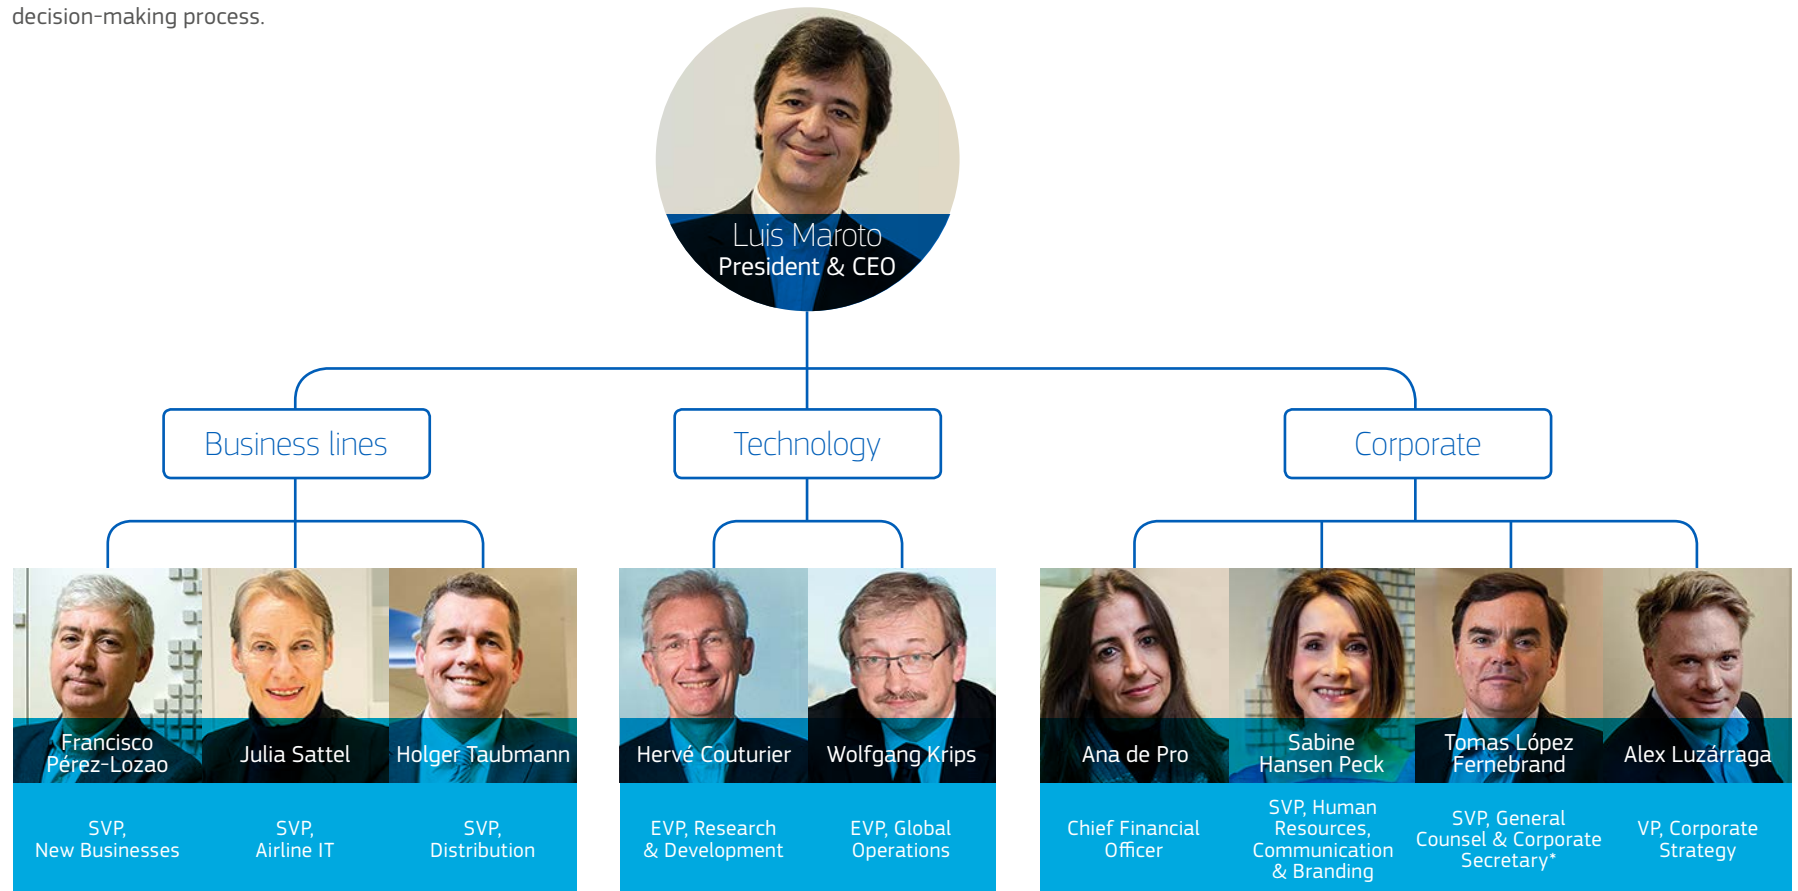 decision-making process.
Luis Maroto
President & CEO
Business lines
Technology
Corporate
Francisco
Pérez-Lozao
SVP,
New Businesses
Julia Sattel
SVP,
Airline IT
Holger Taubmann
SVP,
Distribution
Hervé Couturier
EVP, Research
& Development
Wolfgang Krips
EVP, Global
Operations
Ana de Pro
Chief Financial
Officer
Sabine
Hansen Peck
SVP, Human
Resources,
Communication
& Branding
Tomas López
Fernebrand
SVP, General
Counsel & Corporate
Secretary*
Alex Luzárraga
VP, Corporate
Strategy